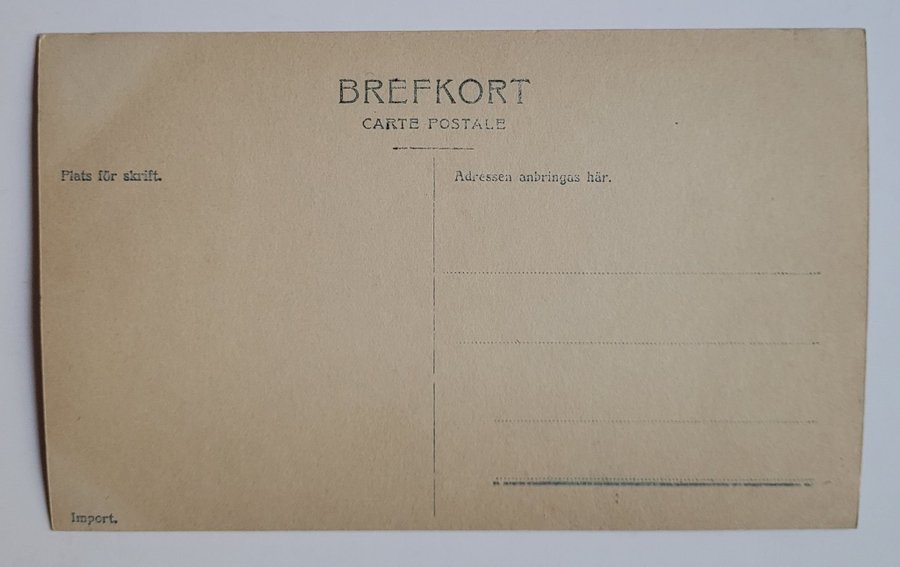 BREFKORT
CARTE POSTALE
Plats för skrift.
Adressen anbringas här.
Import.